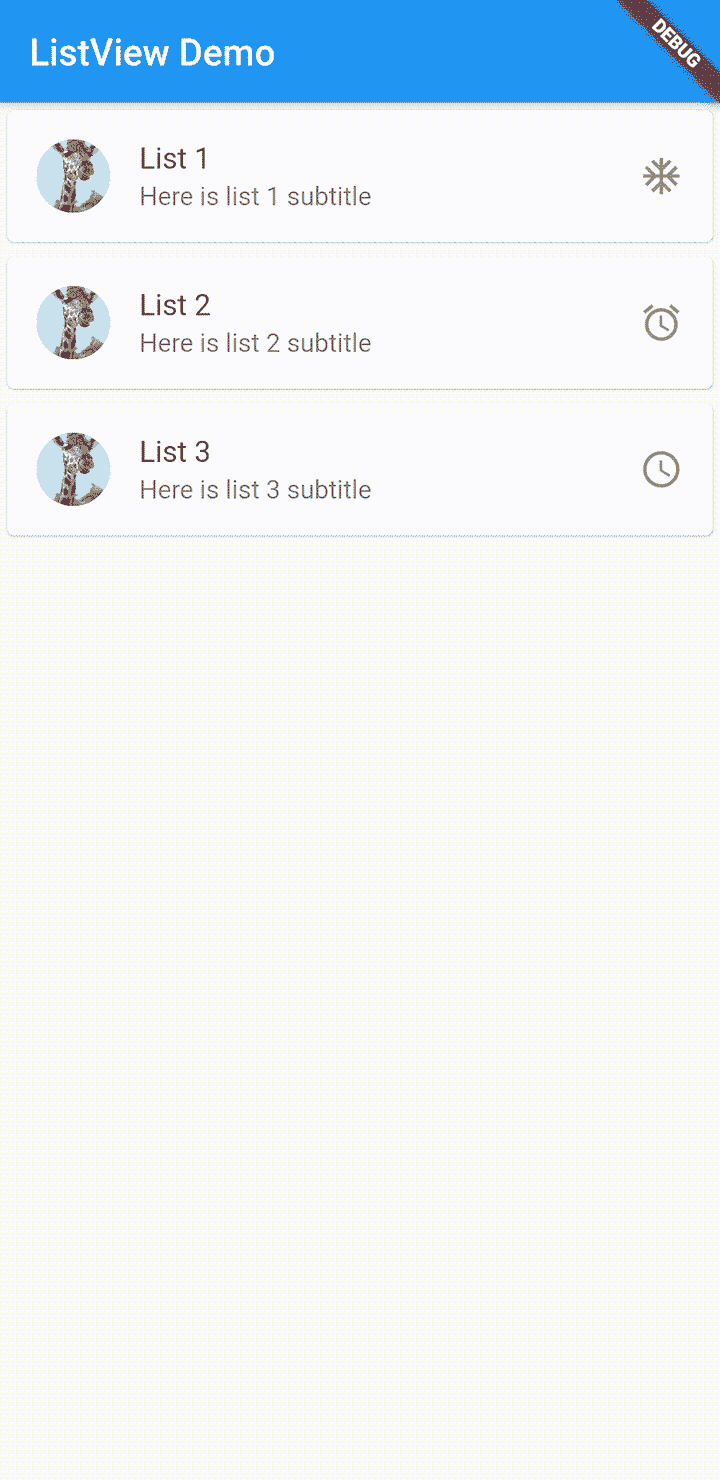 ListView Demo
DEBUG
List 1
Here is list 1 subtitle
List 2
Here is list 2 subtitle
List 3
Here is list 3 subtitle